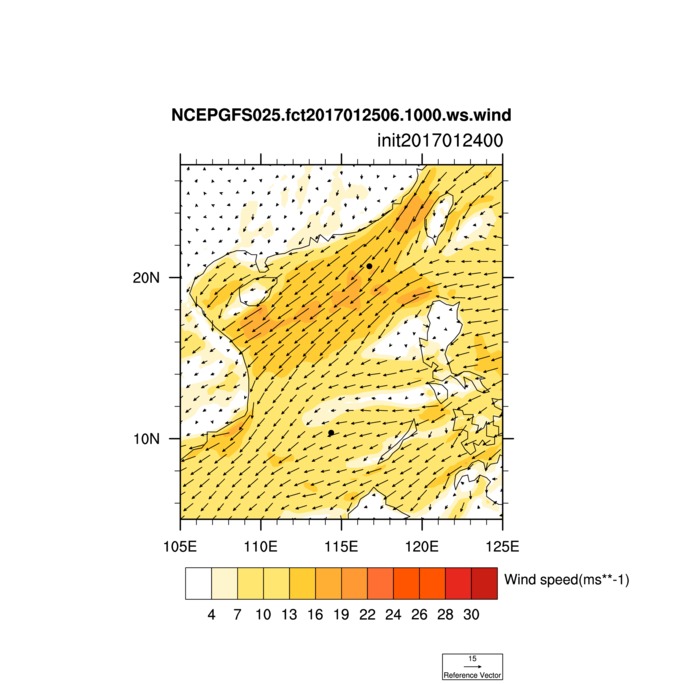 NCEPGFS025.fct2017012506.1000.ws.wind
init2017012400
20N
10N
105E 110E 115E 120E 125E
4 7 10 13 16 19 22 24 26 28 30
Wind speed(ms**-1)
15
Reference Vector